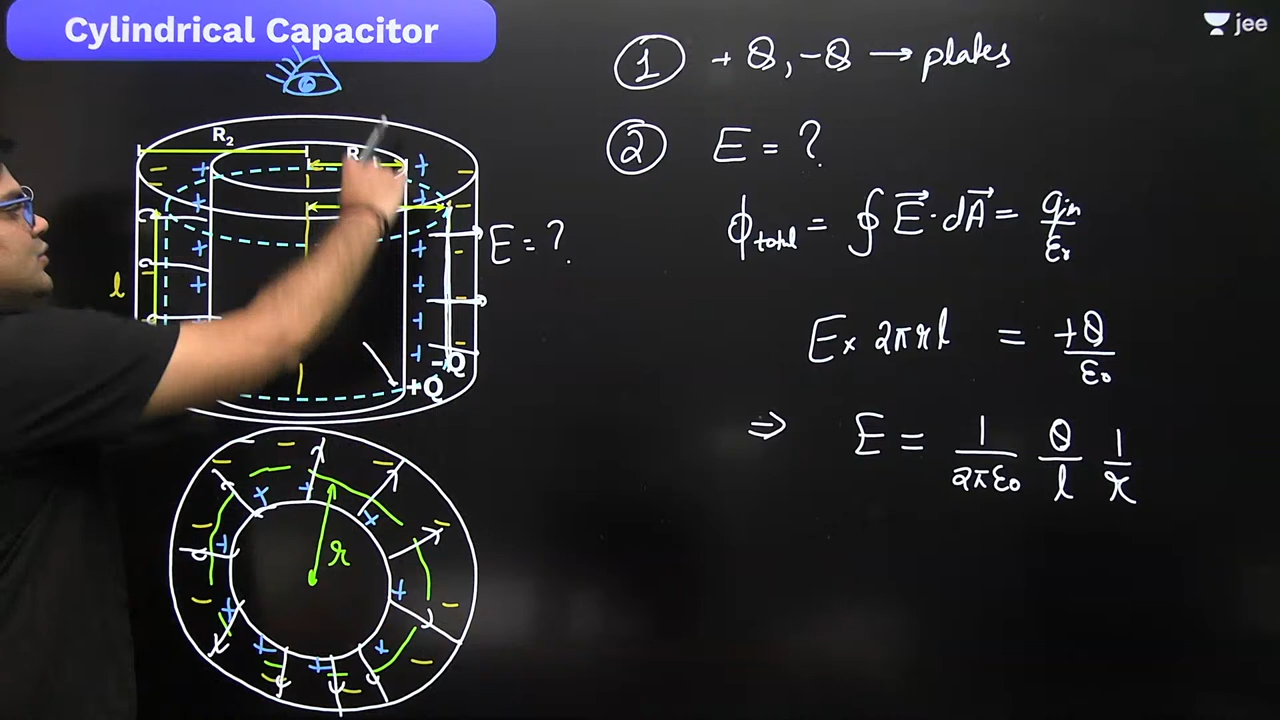 Cylindrical Capacitor
jee
① + Q, -Q → plates
② E = ?
ϕtotal = ∮ E⃗ · dA⃗ = qin / ε₀
E × 2πrl = +Q / ε₀
⇒ E = 1 / 2πε₀ Q / l 1 / r
R₂
E = ?
l
-Q
+Q
r